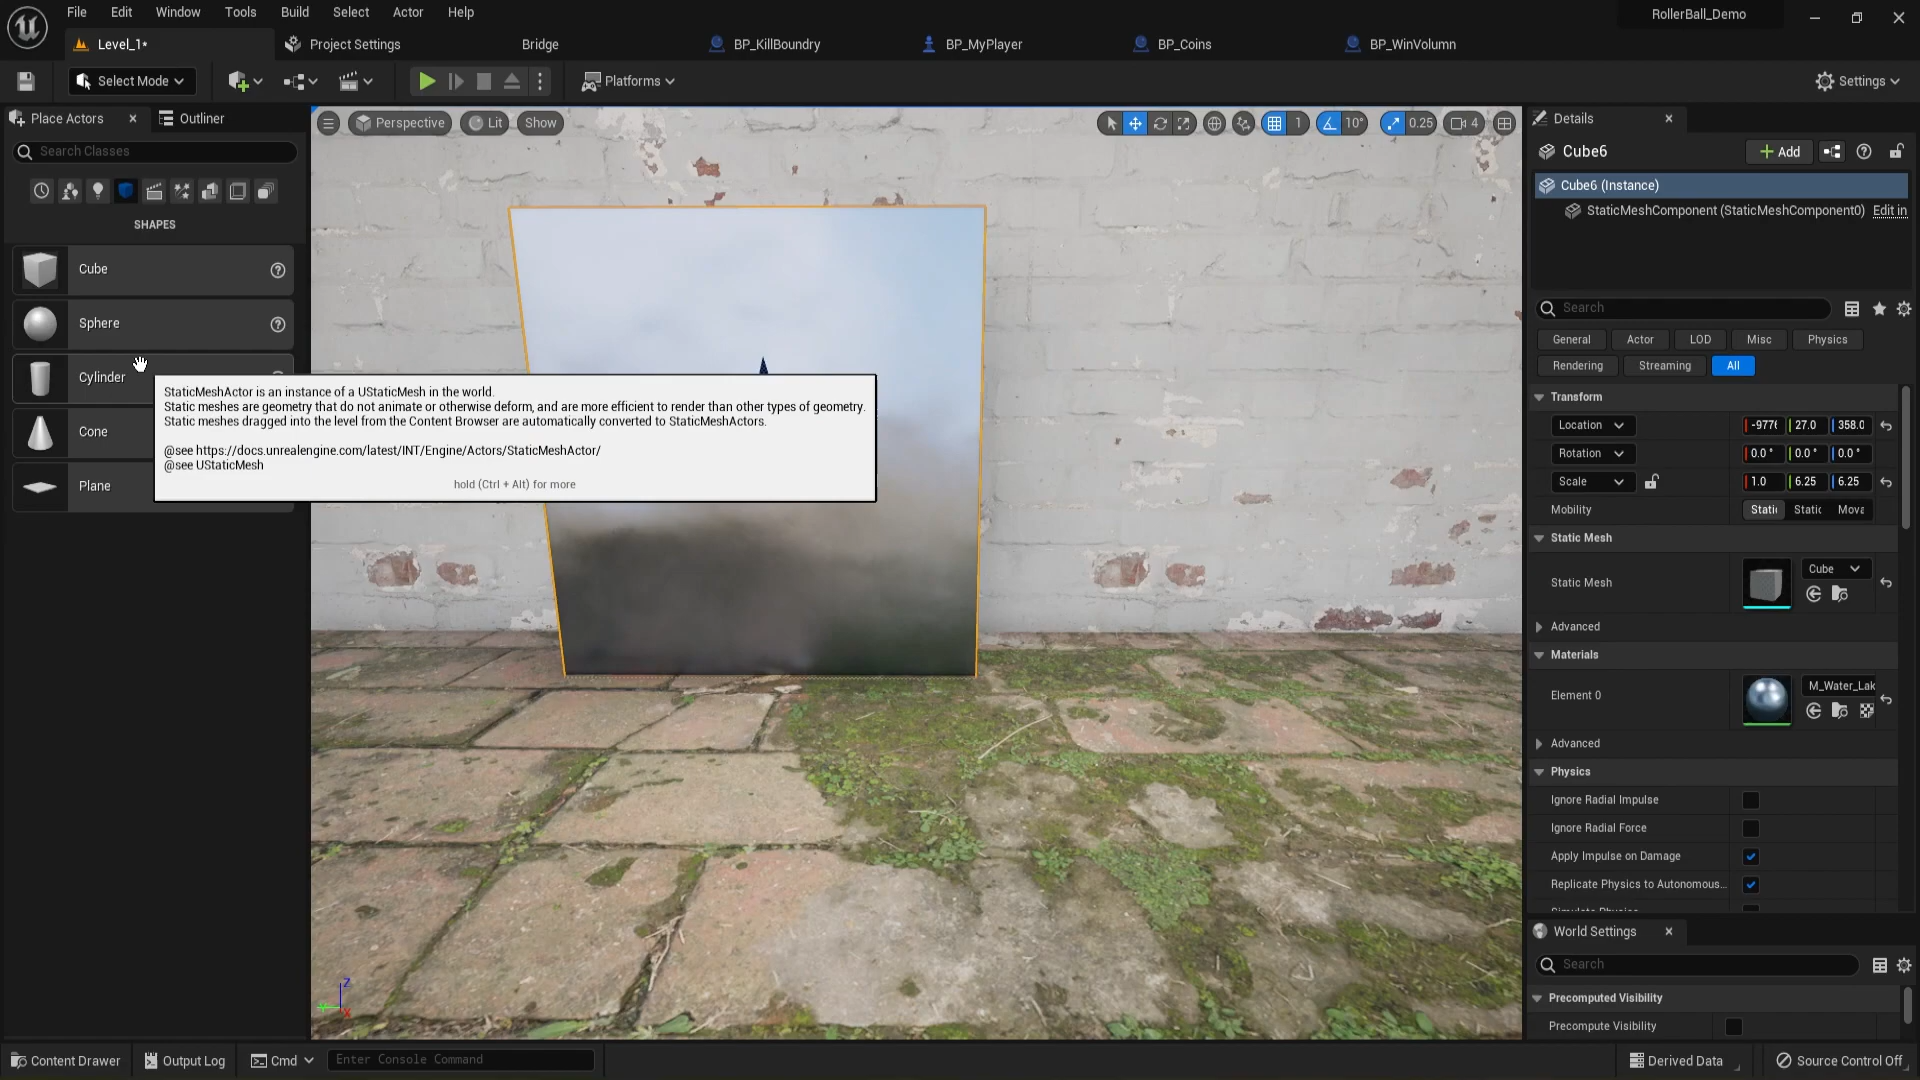 File Edit Window Tools Build Select Actor Help
RollerBall_Demo
Level_1* Project Settings Bridge BP_KillBoundry BP_MyPlayer BP_Coins BP_WinVolumn
Select Mode Platforms Settings
Place Actors Outliner
Search Classes
SHAPES
Cube
Sphere
Cylinder
Cone
Plane
StaticMeshActor is an instance of a UStaticMesh in the world.
Static meshes are geometry that do not animate or otherwise deform, and are more efficient to render than other types of geometry.
Static meshes dragged into the level from the Content Browser are automatically converted to StaticMeshActors.
@see https://docs.unrealengine.com/latest/INT/Engine/Actors/StaticMeshActor/
@see UStaticMesh
hold (Ctrl + Alt) for more
Perspective Lit Show 1 10° 0.25 4
Z
X
Details
Cube6 + Add
Cube6 (Instance)
StaticMeshComponent (StaticMeshComponent0) Edit in
Search
General Actor LOD Misc Physics
Rendering Streaming All
Transform
Location 27.0 358.0
Rotation 0.0° 0.0° 0.0°
Scale 1.0 6.25 6.25
Mobility Static Static Mova
Static Mesh
Static Mesh Cube
Advanced
Materials
Element 0 M_Water_Lak
Advanced
Physics
Ignore Radial Impulse
Ignore Radial Force
Apply Impulse on Damage
Replicate Physics to Autonomous...
World Settings
Search
Precomputed Visibility
Precompute Visibility
Content Drawer Output Log Cmd Enter Console Command Derived Data Source Control Off